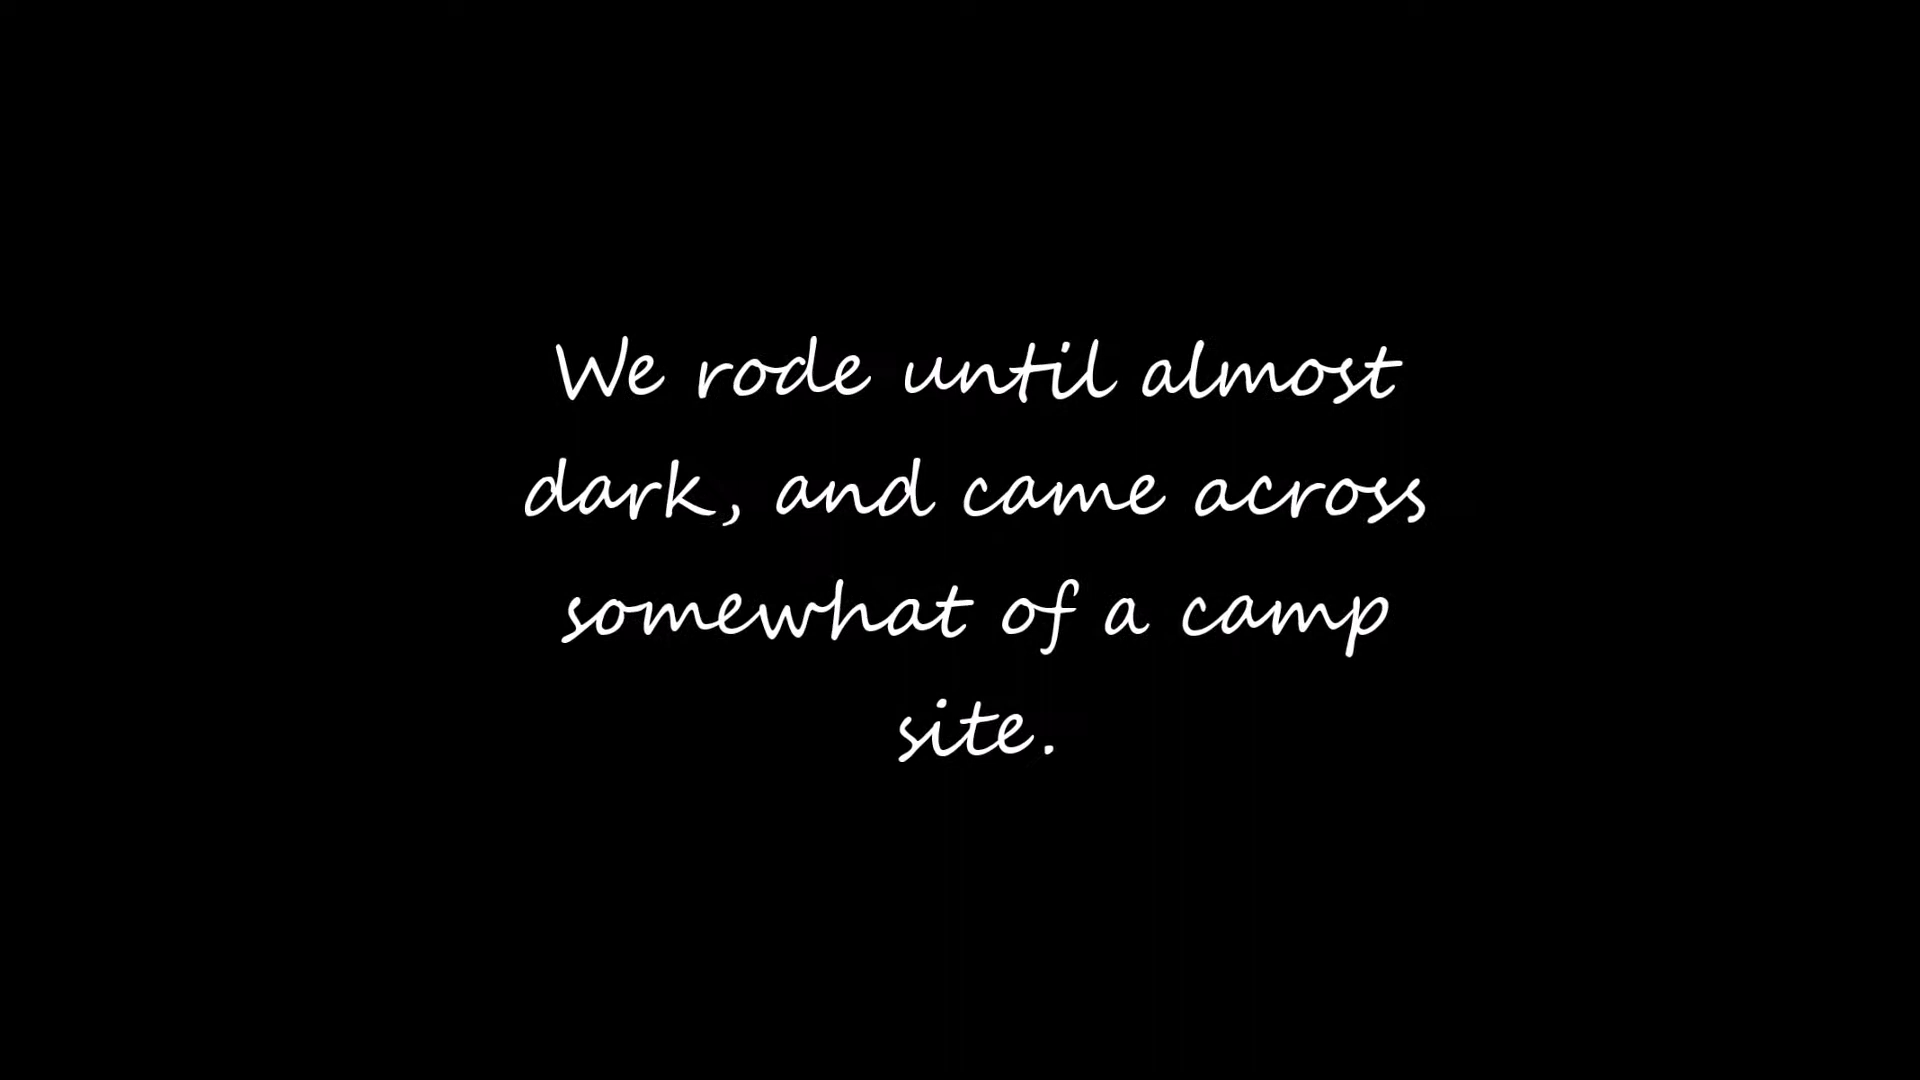 We rode until almost
dark, and came across
somewhat of a camp
site.